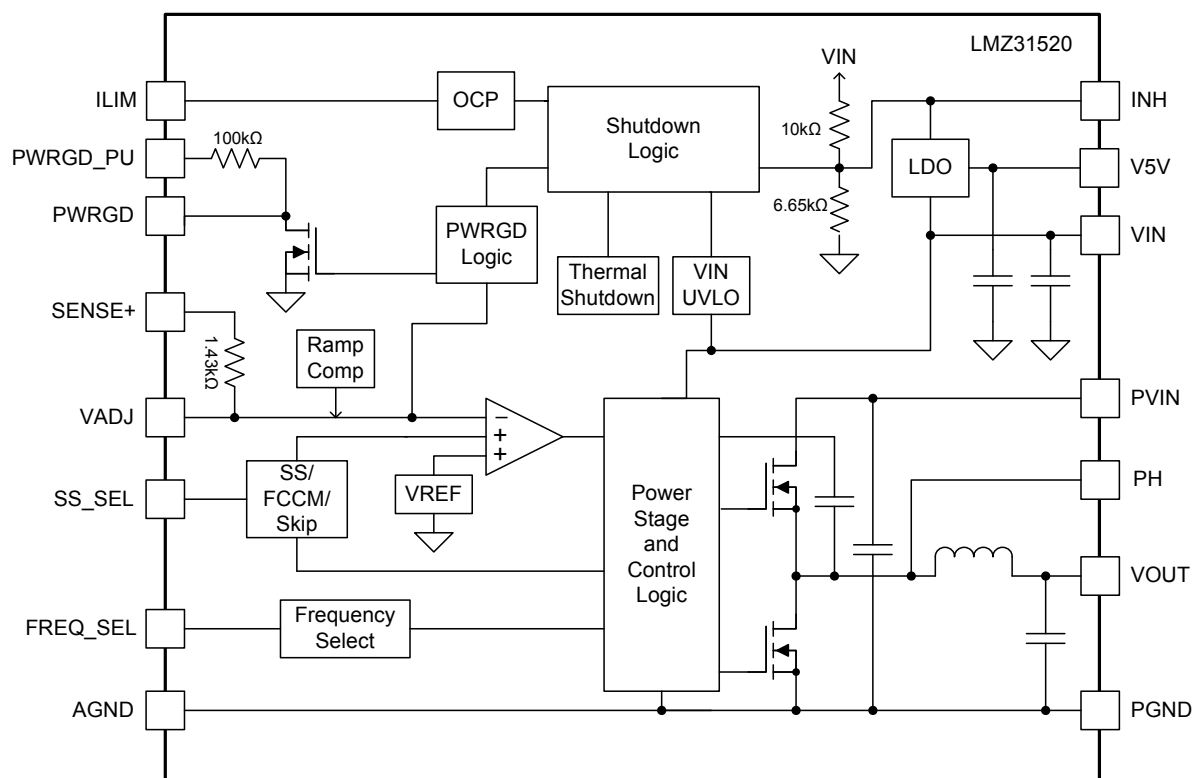 LMZ31520
VIN
ILIM
OCP
INH
PWRGD_PU
100kΩ
Shutdown
Logic
10kΩ
LDO
V5V
PWRGD
PWRGD
Logic
6.65kΩ
VIN
Thermal
Shutdown
VIN
UVLO
SENSE+
1.43kΩ
Ramp
Comp
VADJ
−
+
+
PVIN
SS_SEL
SS/
FCCM/
Skip
VREF
Power
Stage
and
Control
Logic
PH
VOUT
FREQ_SEL
Frequency
Select
AGND
PGND